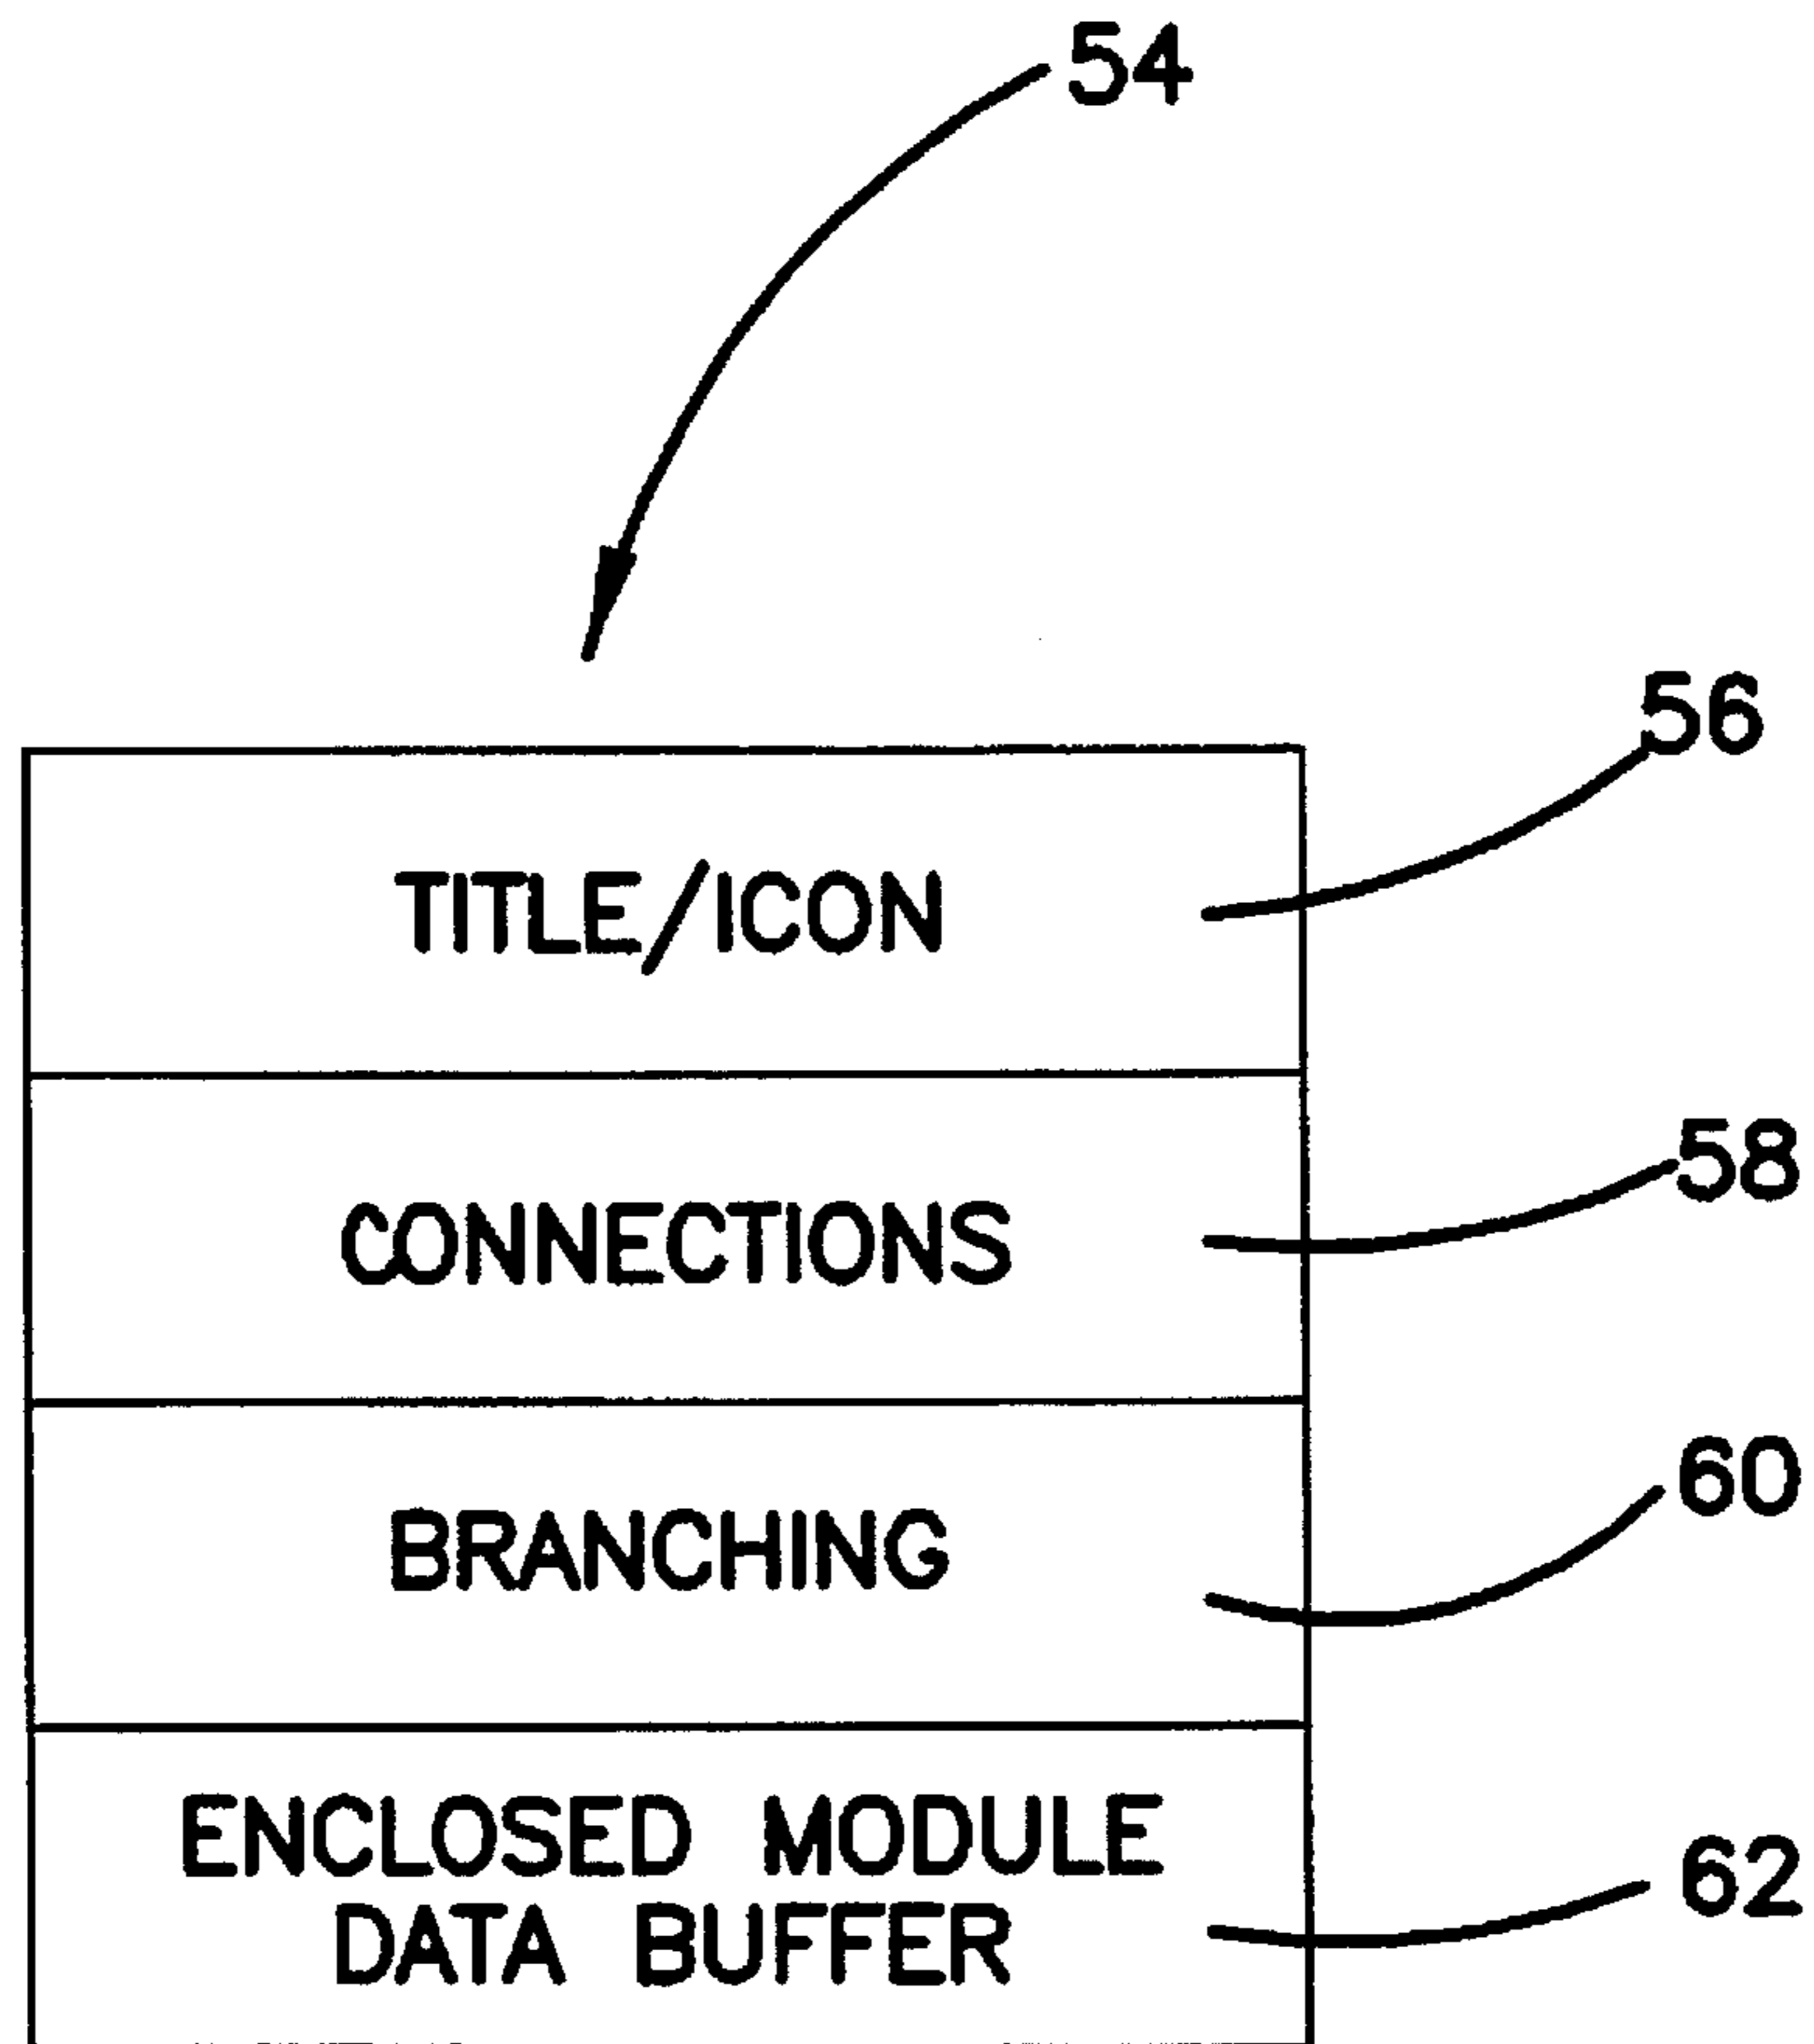 54
56
TITLE/ICON
58
CONNECTIONS
60
BRANCHING
ENCLOSED MODULE
62
DATA BUFFER